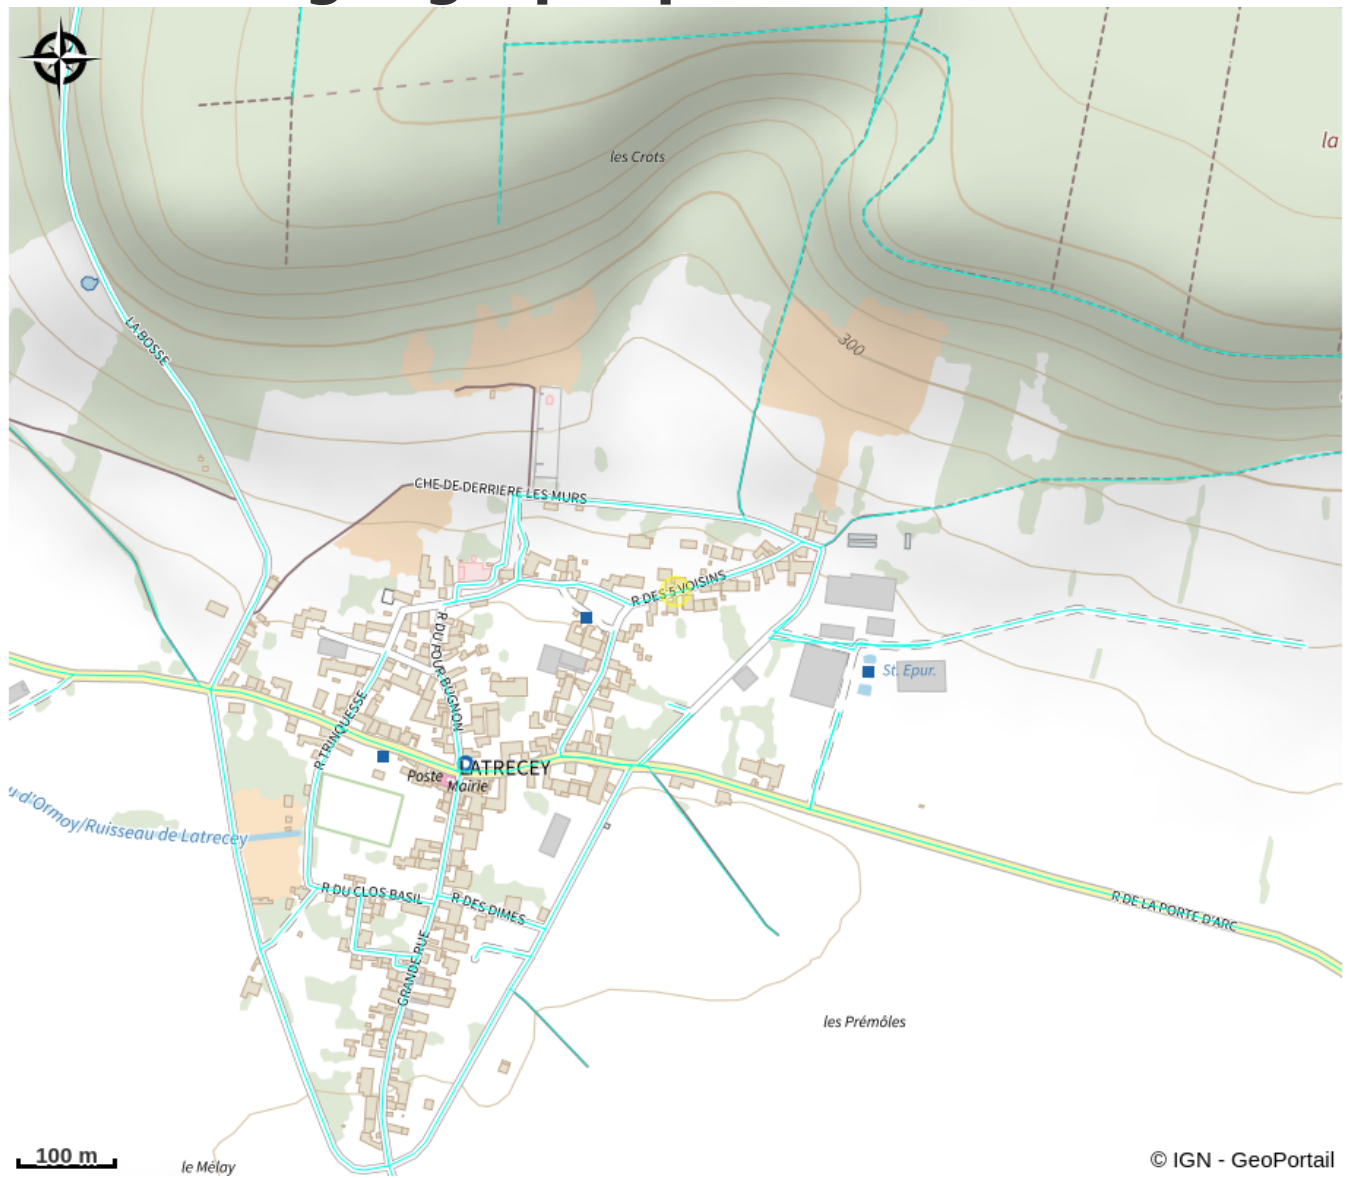 les Crots
la
LA BOSSE
300
CHE DE DERRIERE LES MURS
R DES 5 VOISINS
R DU FOUR BUGNON
St. Epur.
R TRINQUESSE
LATRECEY
Poste
Mairie
u d'Ormoy/Ruisseau de Latrecey
R DU CLOS BASIL
R DES DIMES
R DE LA PORTE D'ARC
GRANDE RUE
les Prémôles
100 m
le Mélay
© IGN - GeoPortail